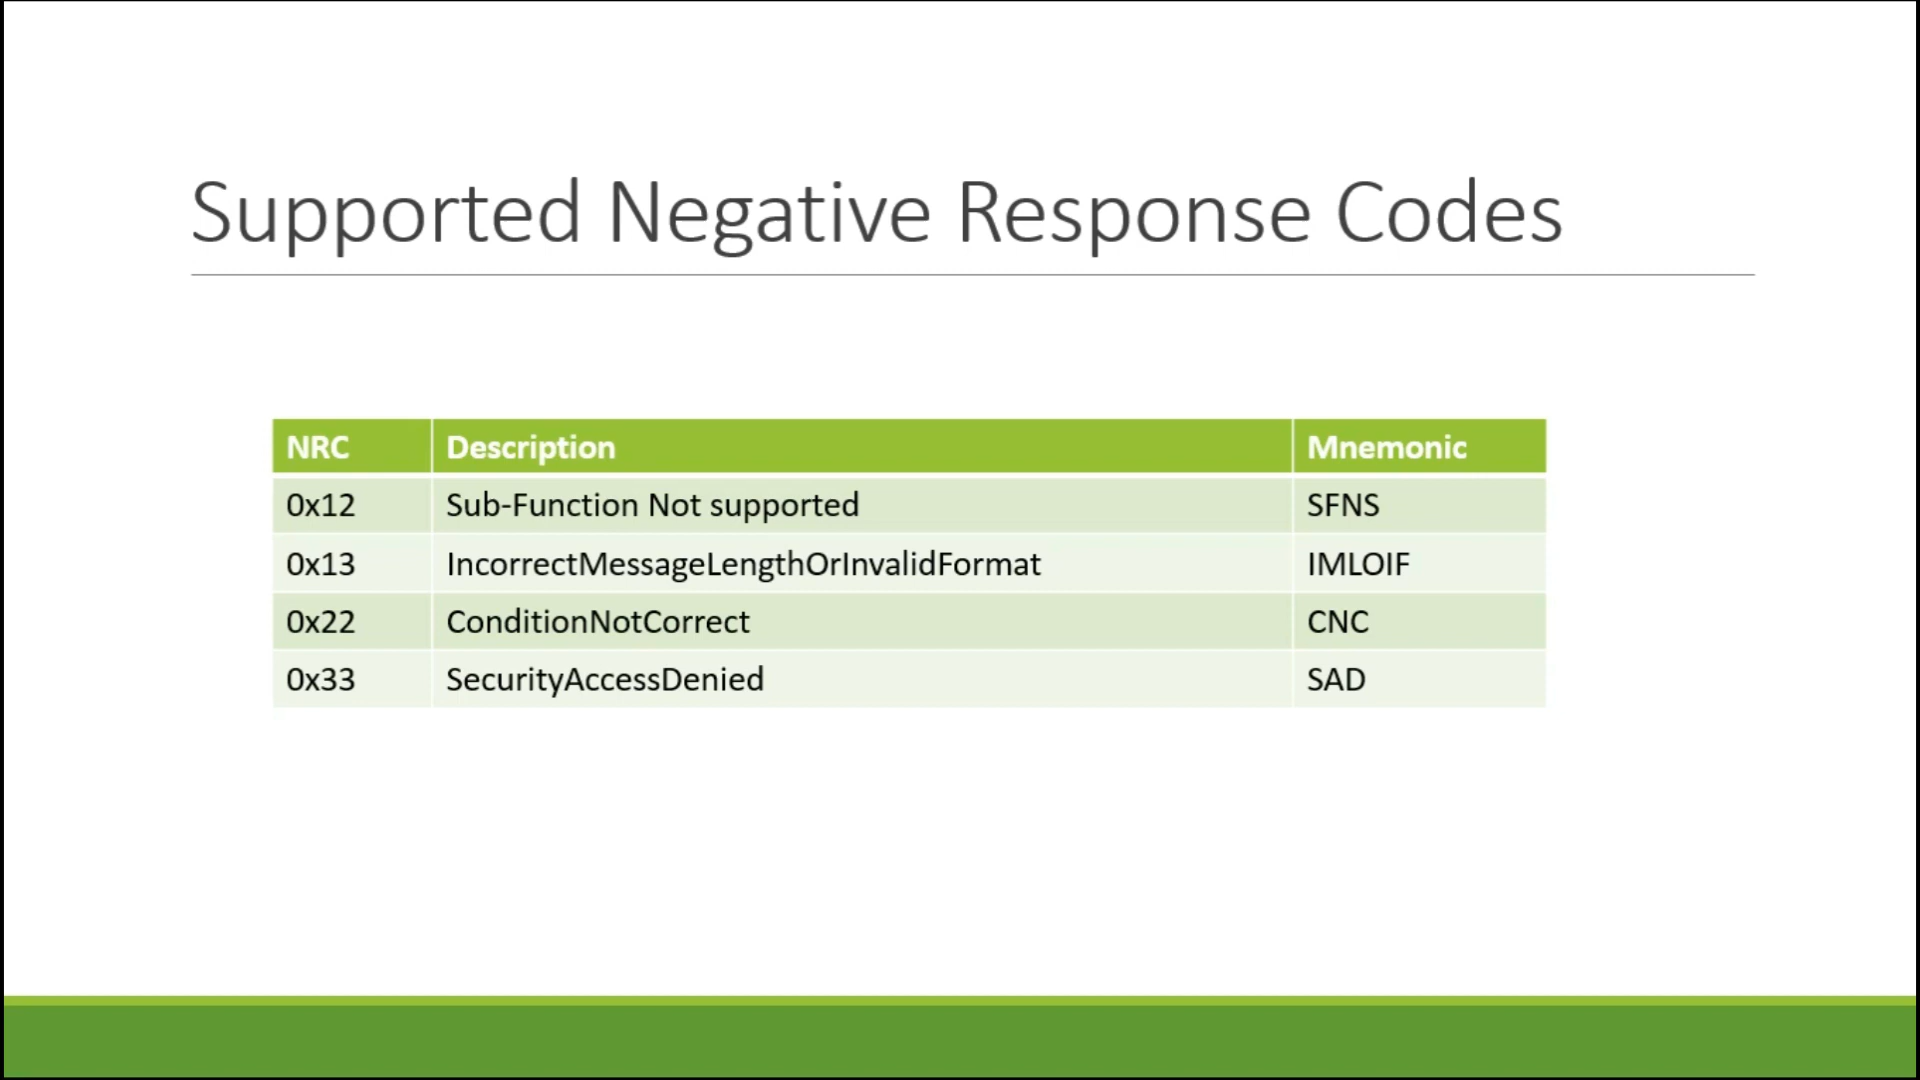 Supported Negative Response Codes
NRC Description Mnemonic
0x12 Sub-Function Not supported SFNS
0x13 IncorrectMessageLengthOrInvalidFormat IMLOIF
0x22 ConditionNotCorrect CNC
0x33 SecurityAccessDenied SAD